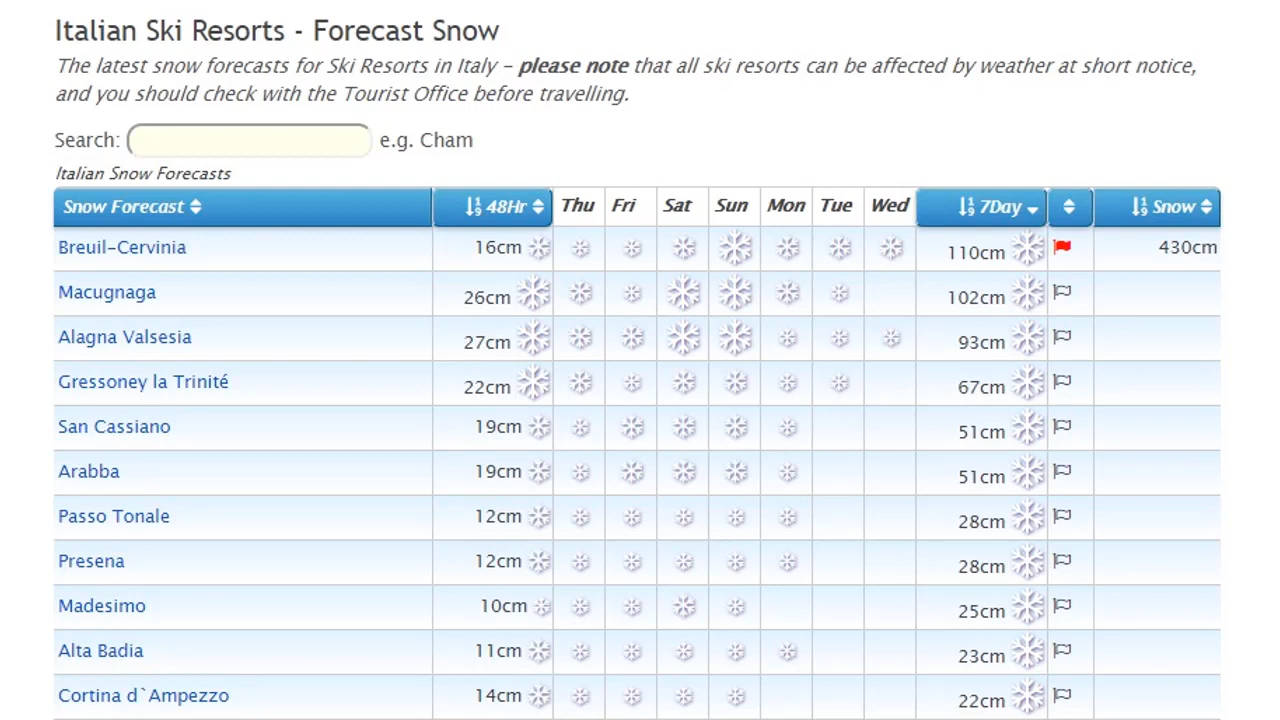 Italian Ski Resorts - Forecast Snow
The latest snow forecasts for Ski Resorts in Italy – please note that all ski resorts can be affected by weather at short notice,
and you should check with the Tourist Office before travelling.
Search: e.g. Cham
Italian Snow Forecasts
Snow Forecast 48Hr Thu Fri Sat Sun Mon Tue Wed 7Day Snow
Breuil-Cervinia 16cm 110cm 430cm
Macugnaga 26cm 102cm
Alagna Valsesia 27cm 93cm
Gressoney la Trinité 22cm 67cm
San Cassiano 19cm 51cm
Arabba 19cm 51cm
Passo Tonale 12cm 28cm
Presena 12cm 28cm
Madesimo 10cm 25cm
Alta Badia 11cm 23cm
Cortina d`Ampezzo 14cm 22cm